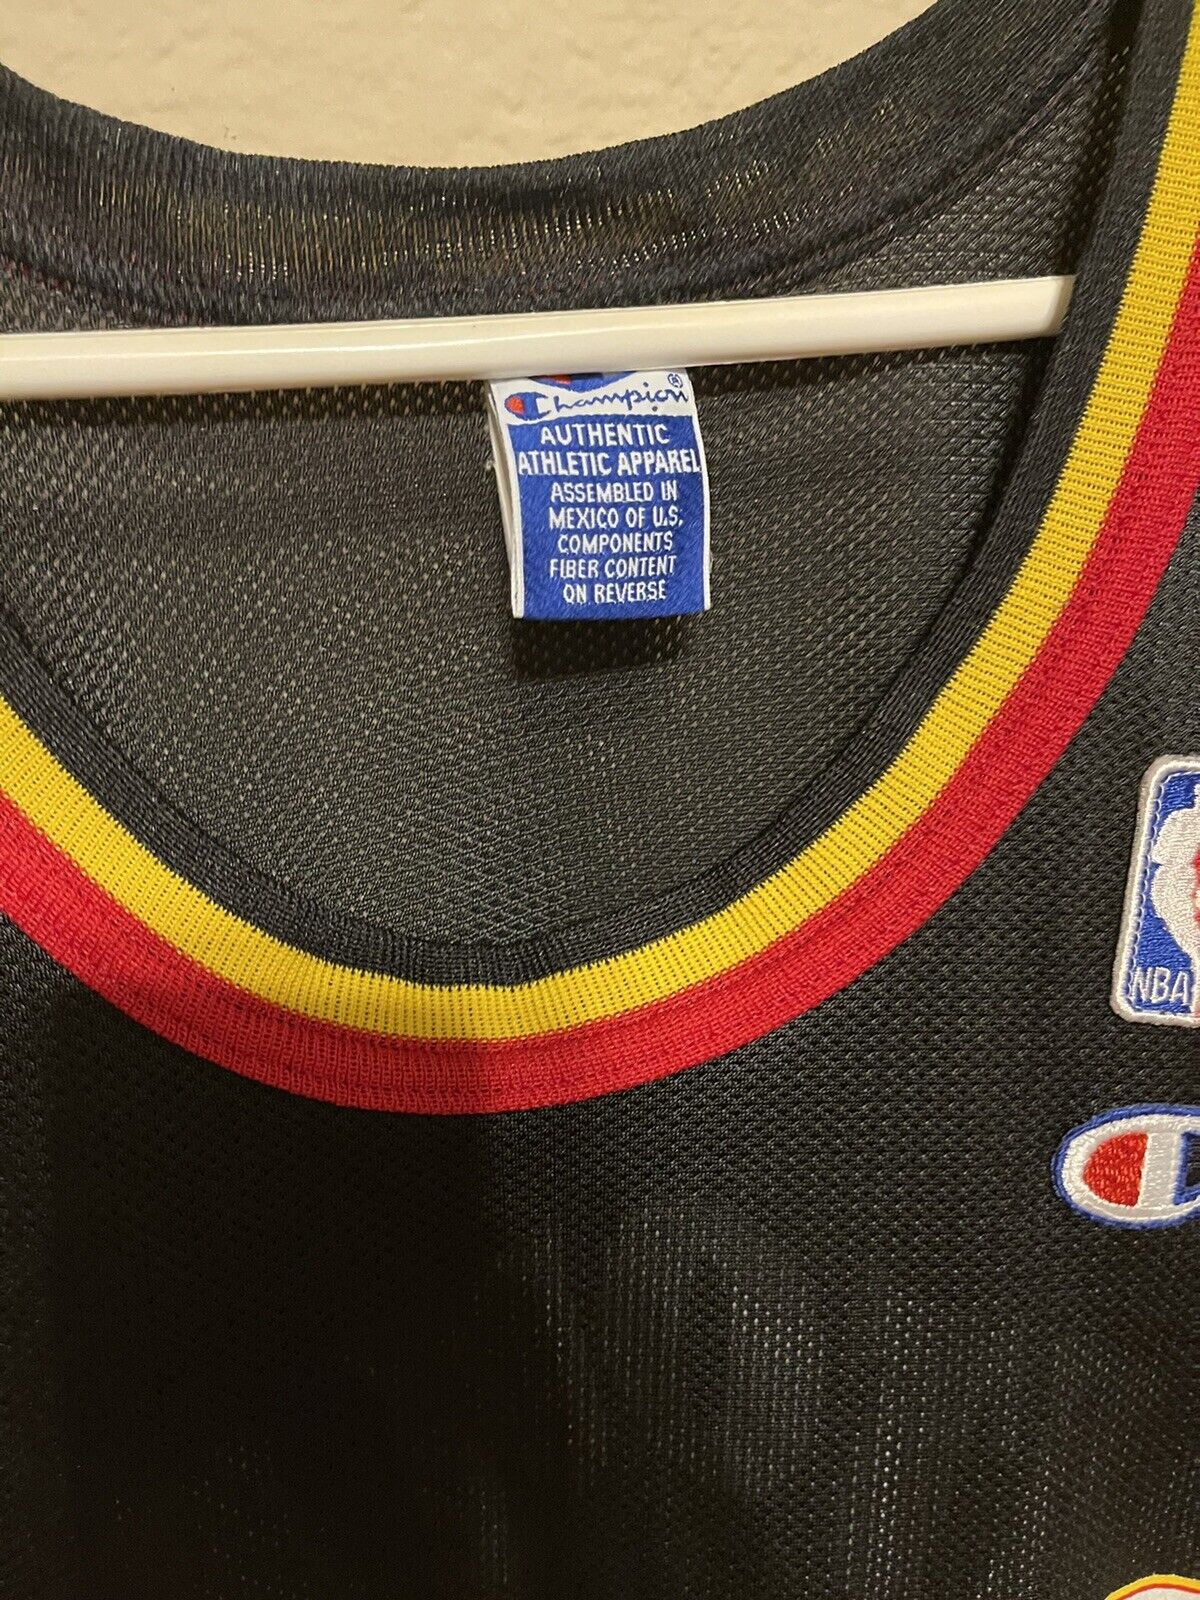 Champion®
AUTHENTIC
ATHLETIC APPAREL
ASSEMBLED IN
MEXICO OF U.S.
COMPONENTS
FIBER CONTENT
ON REVERSE
NBA